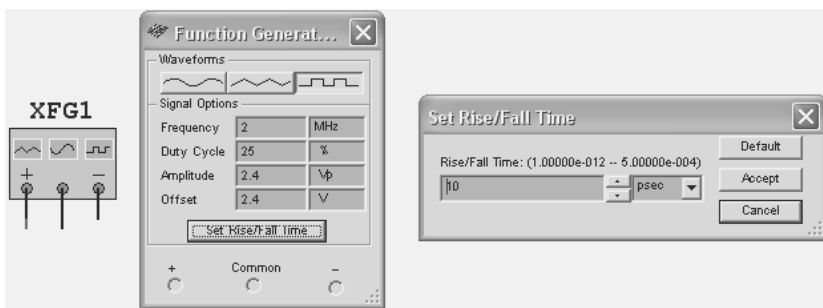 XFG1
+
–
Function Generat...
Waveforms
Signal Options
Frequency 2 MHz
Duty Cycle 25 %
Amplitude 2.4 Vp
Offset 2.4 V
Set Rise/Fall Time
+ Common –
Set Rise/Fall Time
Rise/Fall Time: (1.00000e-012 -- 5.00000e-004)
10 psec
Default
Accept
Cancel